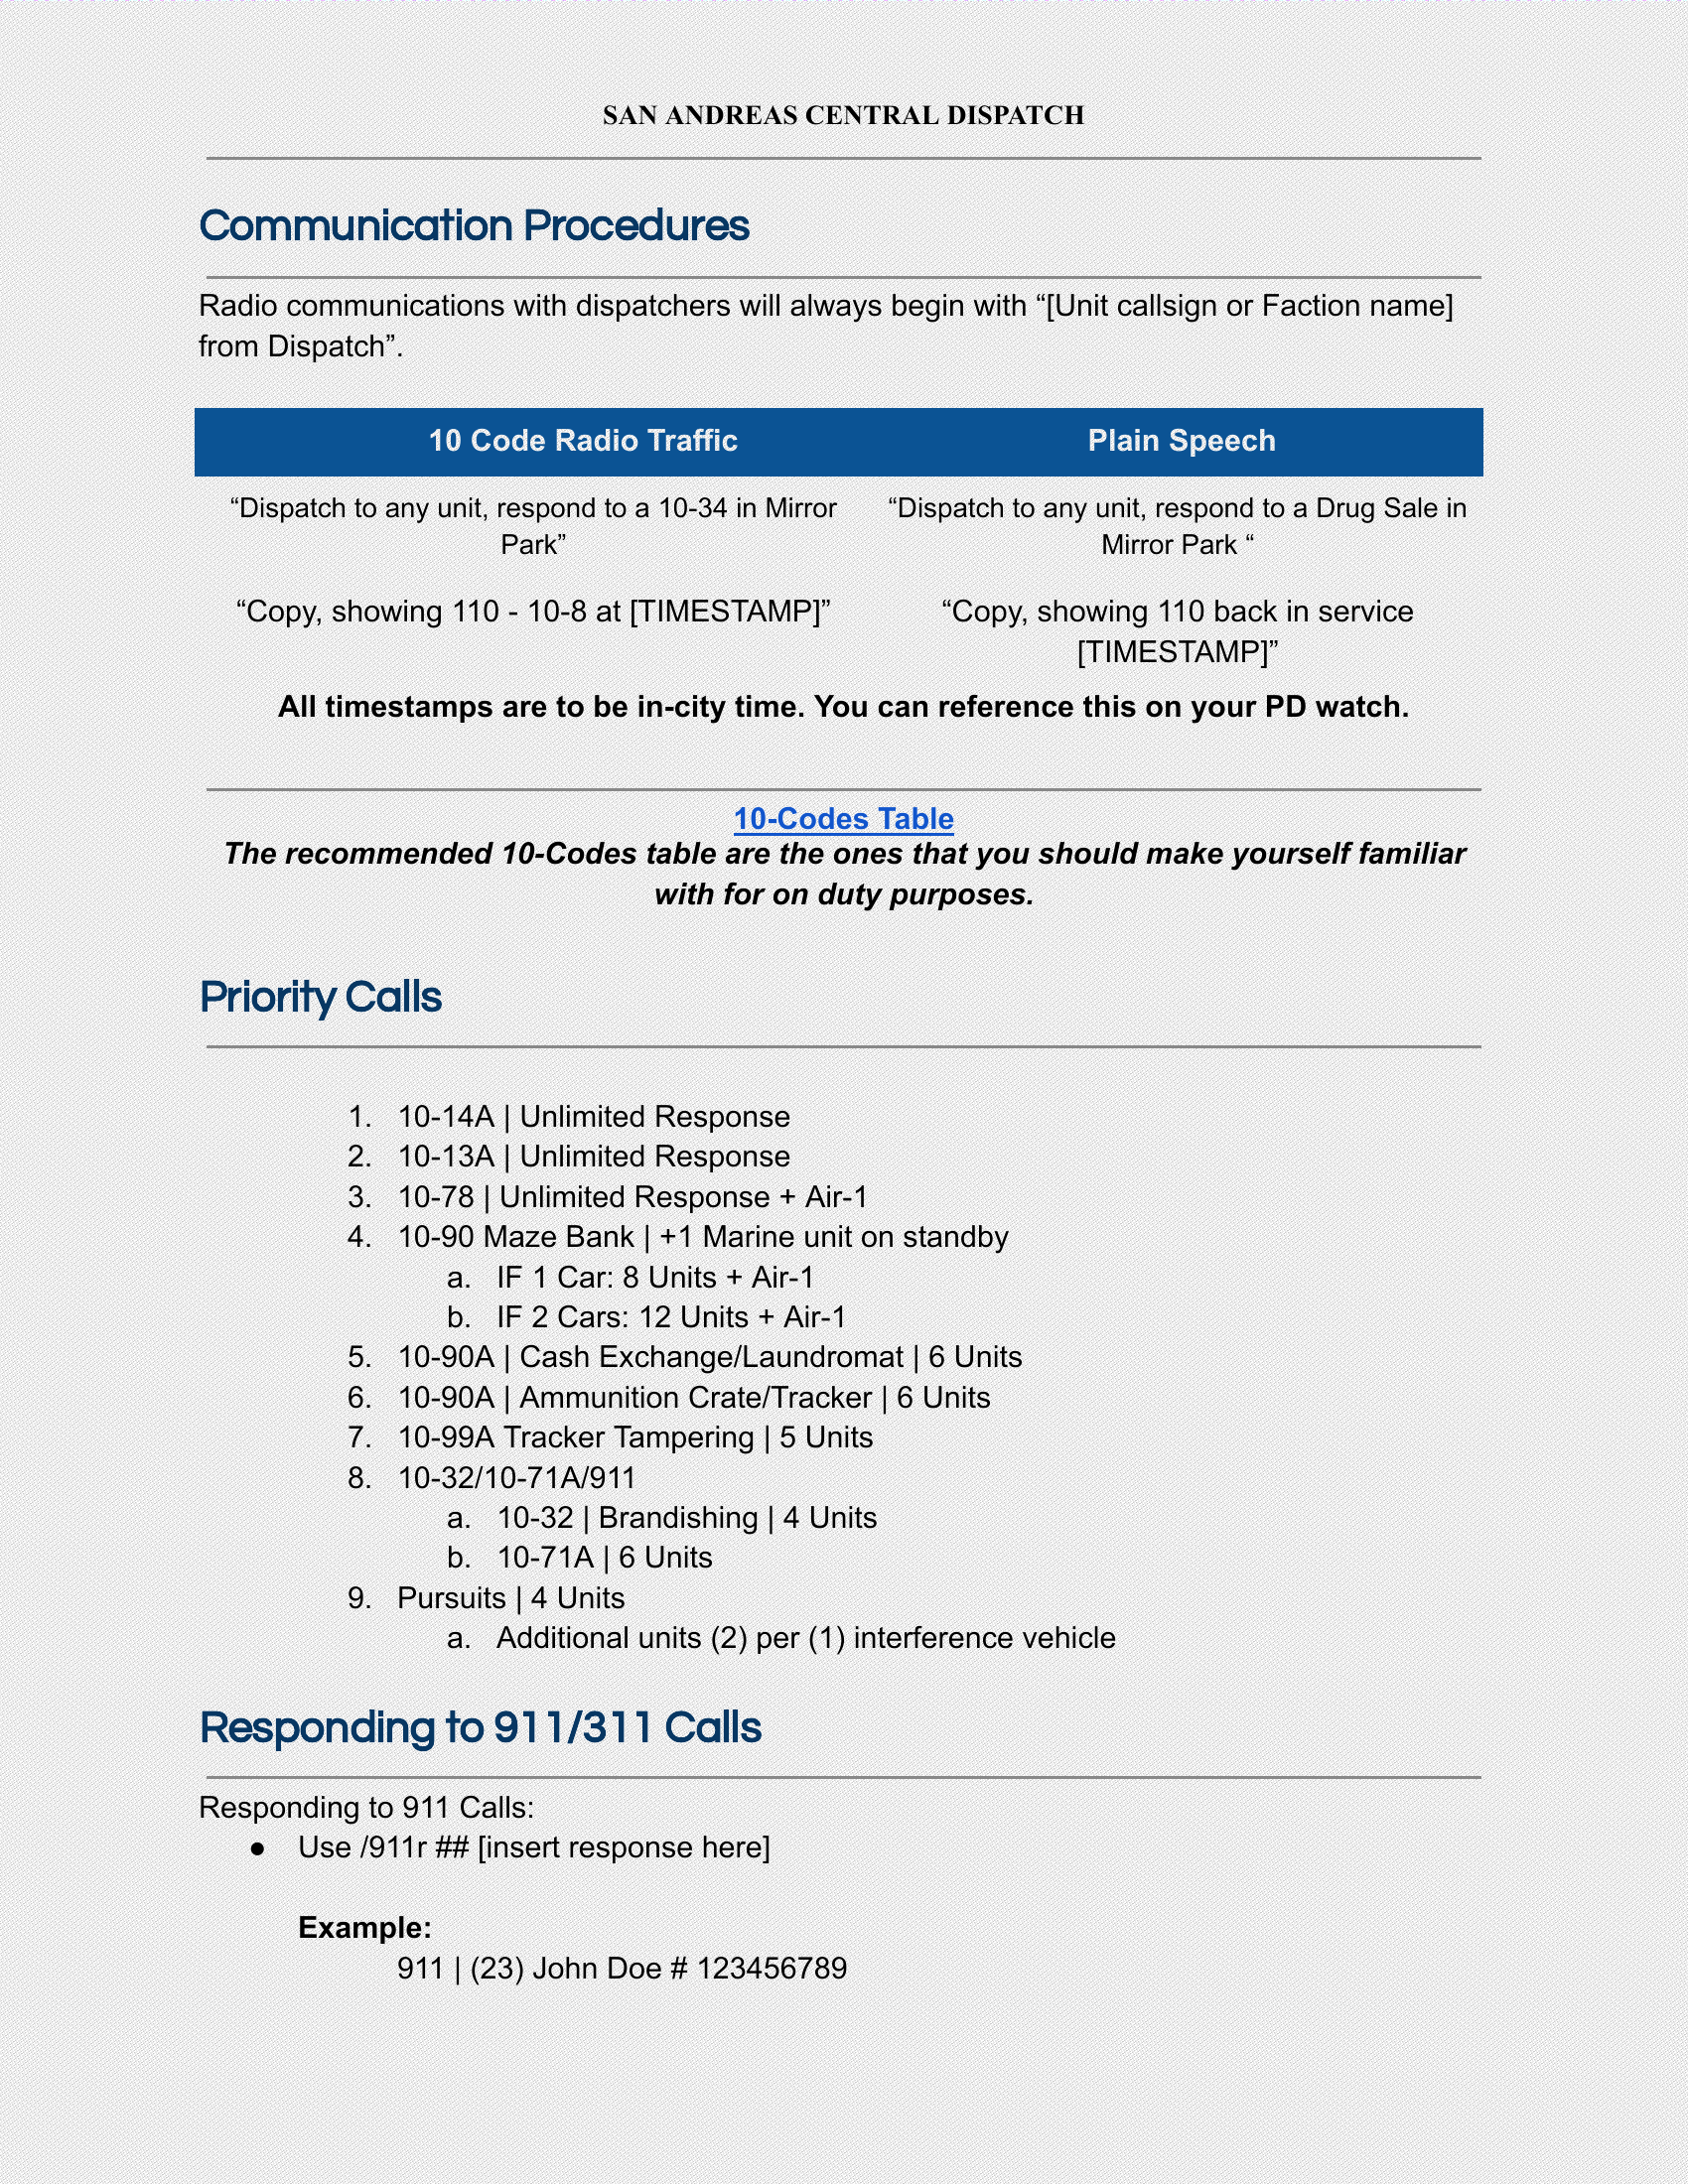 SAN ANDREAS CENTRAL DISPATCH
Communication Procedures
Radio communications with dispatchers will always begin with “[Unit callsign or Faction name]
from Dispatch”.
10 Code Radio Traffic
Plain Speech
“Dispatch to any unit, respond to a 10-34 in Mirror
Park”
“Dispatch to any unit, respond to a Drug Sale in
Mirror Park “
“Copy, showing 110 - 10-8 at [TIMESTAMP]”
“Copy, showing 110 back in service
[TIMESTAMP]”
All timestamps are to be in-city time. You can reference this on your PD watch.
10-Codes Table
The recommended 10-Codes table are the ones that you should make yourself familiar
with for on duty purposes.
Priority Calls
1. 10-14A | Unlimited Response
2. 10-13A | Unlimited Response
3. 10-78 | Unlimited Response + Air-1
4. 10-90 Maze Bank | +1 Marine unit on standby
a. IF 1 Car: 8 Units + Air-1
b. IF 2 Cars: 12 Units + Air-1
5. 10-90A | Cash Exchange/Laundromat | 6 Units
6. 10-90A | Ammunition Crate/Tracker | 6 Units
7. 10-99A Tracker Tampering | 5 Units
8. 10-32/10-71A/911
a. 10-32 | Brandishing | 4 Units
b. 10-71A | 6 Units
9. Pursuits | 4 Units
a. Additional units (2) per (1) interference vehicle
Responding to 911/311 Calls
Responding to 911 Calls:
● Use /911r ## [insert response here]
Example:
911 | (23) John Doe # 123456789